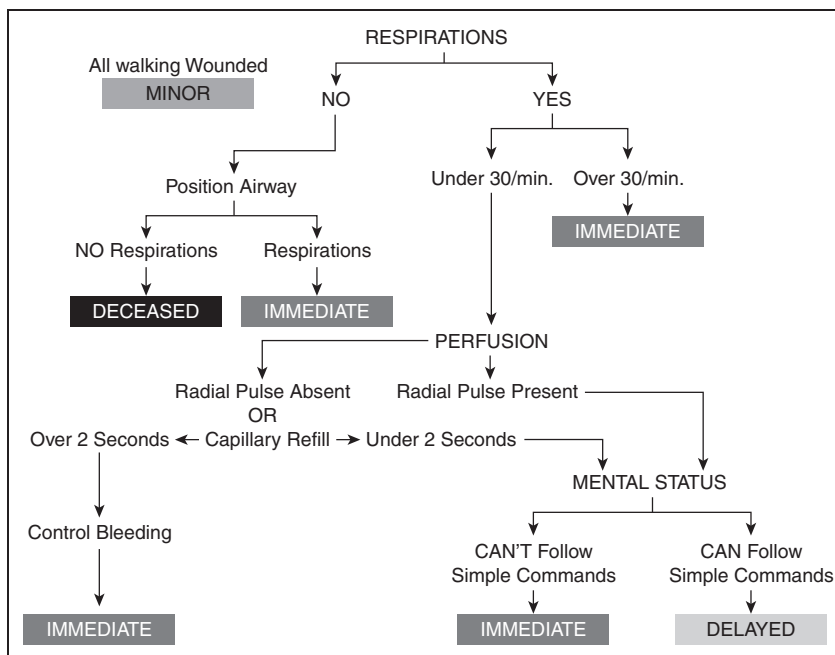 RESPIRATIONS
All walking Wounded
MINOR
NO
YES
Position Airway
Under 30/min.
Over 30/min.
IMMEDIATE
NO Respirations
Respirations
DECEASED
IMMEDIATE
PERFUSION
Radial Pulse Absent
Radial Pulse Present
OR
Over 2 Seconds
Capillary Refill
Under 2 Seconds
MENTAL STATUS
Control Bleeding
CAN'T Follow
Simple Commands
CAN Follow
Simple Commands
IMMEDIATE
IMMEDIATE
DELAYED